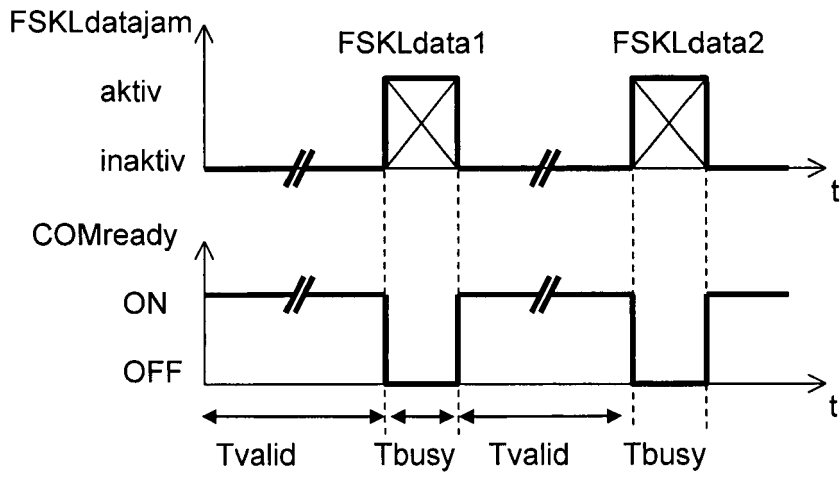 FSKLdatajam
FSKLdata1 FSKLdata2
aktiv
inaktiv
t
COMready
ON
OFF
t
Tvalid Tbusy Tvalid Tbusy